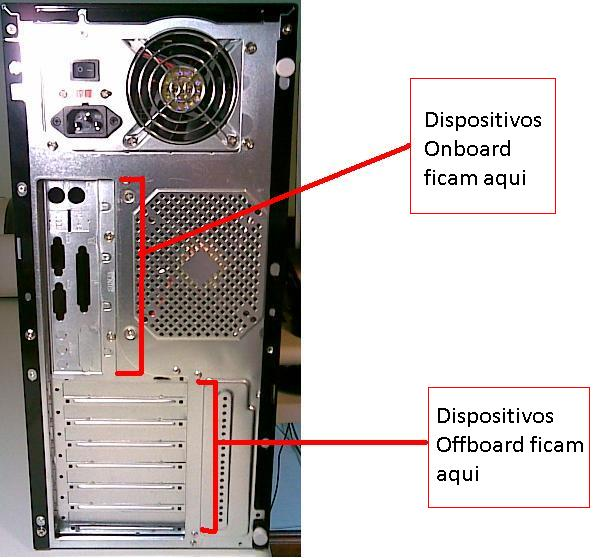 Dispositivos
Onboard
ficam aqui
Dispositivos
Offboard ficam
aqui